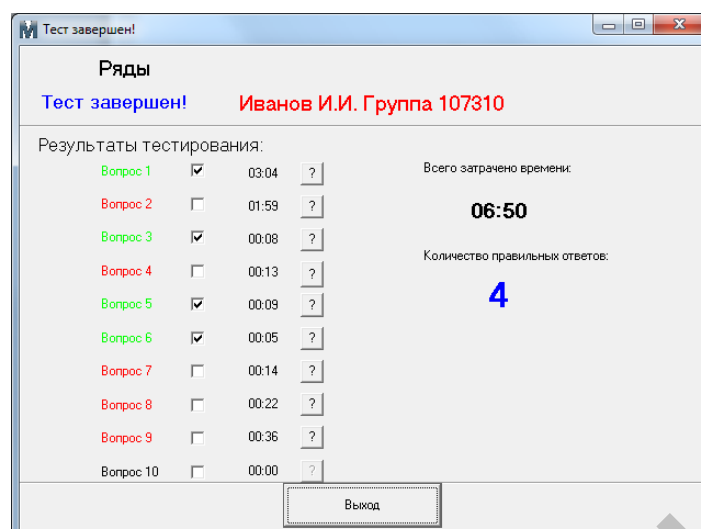 Тест завершен!
Ряды
Тест завершен! Иванов И.И. Группа 107310
Результаты тестирования:
Вопрос 1 03:04 ?
Вопрос 2 01:59 ?
Вопрос 3 00:08 ?
Вопрос 4 00:13 ?
Вопрос 5 00:09 ?
Вопрос 6 00:05 ?
Вопрос 7 00:14 ?
Вопрос 8 00:22 ?
Вопрос 9 00:36 ?
Вопрос 10 00:00 ?
Всего затрачено времени:
06:50
Количество правильных ответов:
4
Выход